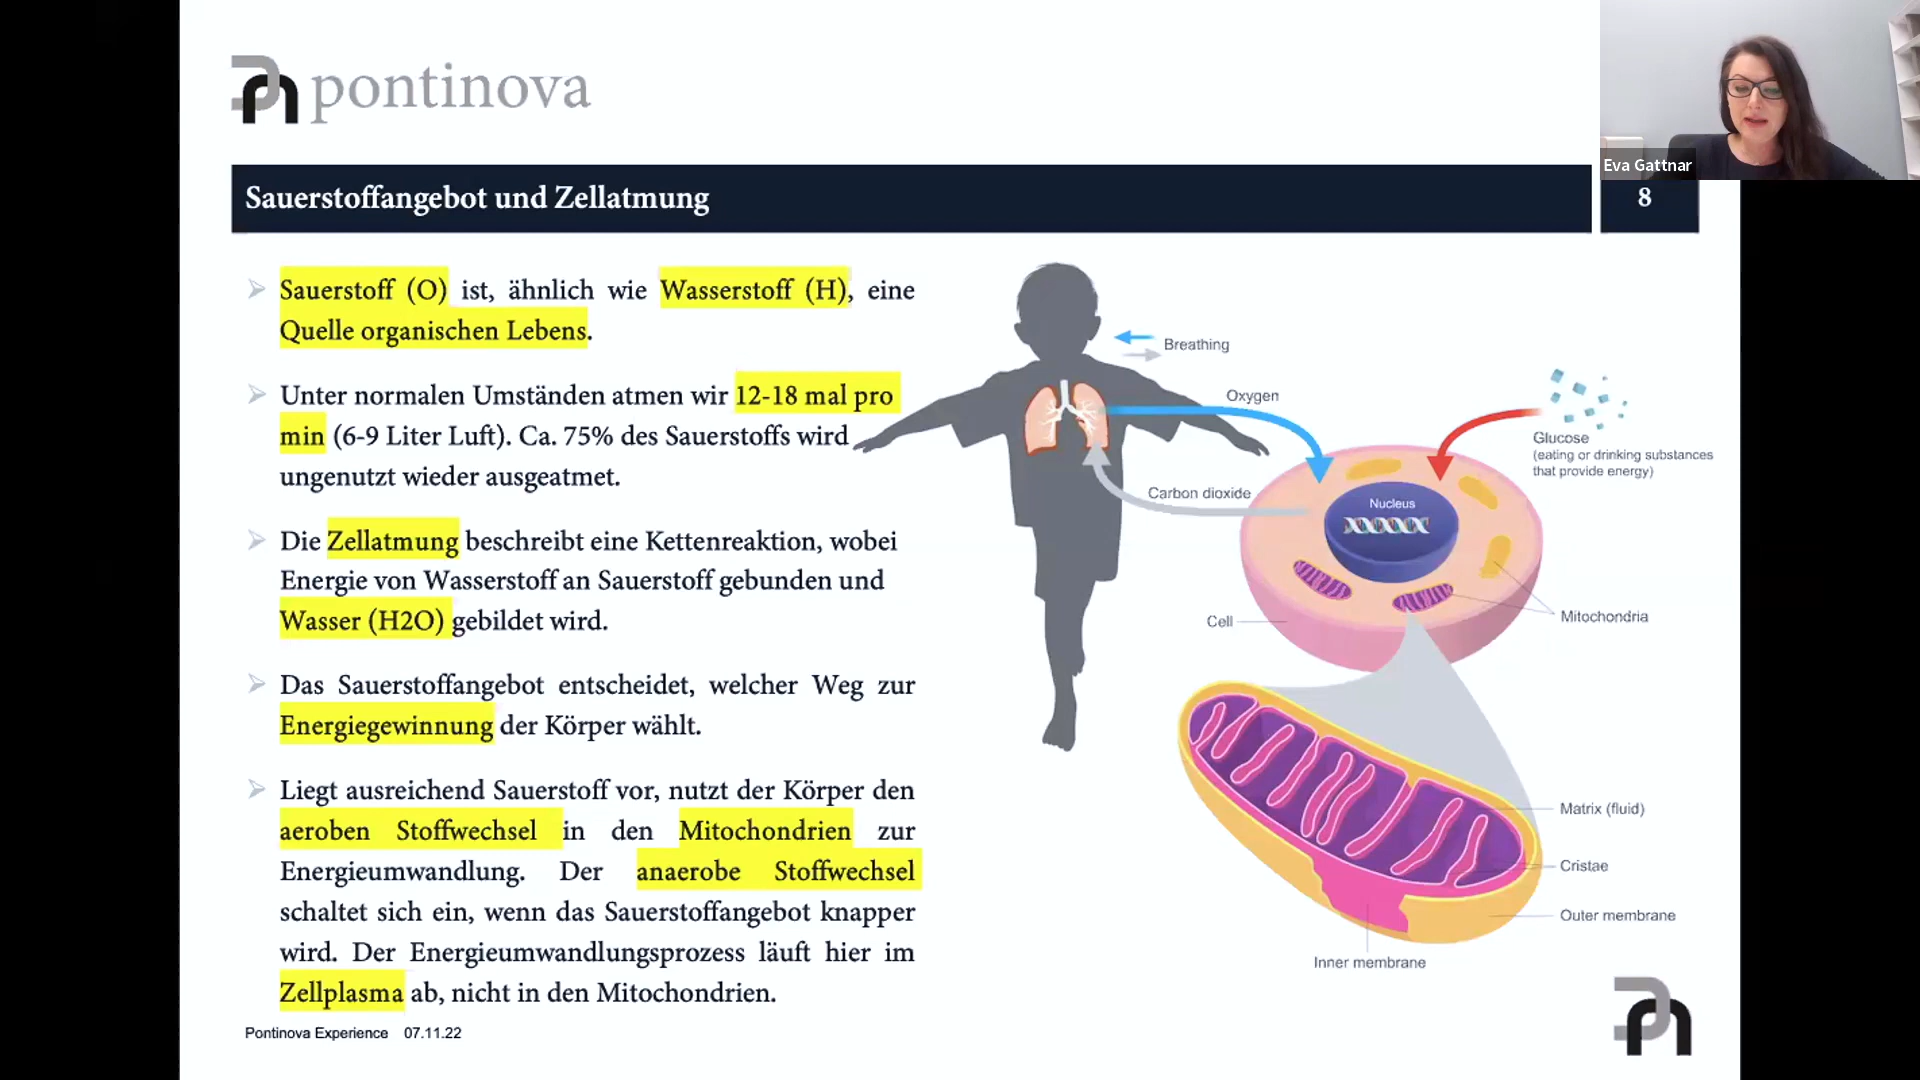 pontinova
Eva Gattnar
Sauerstoffangebot und Zellatmung
8
Sauerstoff (O) ist, ähnlich wie Wasserstoff (H), eine
Quelle organischen Lebens.
Unter normalen Umständen atmen wir 12-18 mal pro
min (6-9 Liter Luft). Ca. 75% des Sauerstoffs wird
ungenutzt wieder ausgeatmet.
Die Zellatmung beschreibt eine Kettenreaktion, wobei
Energie von Wasserstoff an Sauerstoff gebunden und
Wasser (H2O) gebildet wird.
Das Sauerstoffangebot entscheidet, welcher Weg zur
Energiegewinnung der Körper wählt.
Liegt ausreichend Sauerstoff vor, nutzt der Körper den
aeroben Stoffwechsel in den Mitochondrien zur
Energieumwandlung. Der anaerobe Stoffwechsel
schaltet sich ein, wenn das Sauerstoffangebot knapper
wird. Der Energieumwandlungsprozess läuft hier im
Zellplasma ab, nicht in den Mitochondrien.
Breathing
Oxygen
Carbon dioxide
Glucose
(eating or drinking substances
that provide energy)
Nucleus
Cell
Mitochondria
Matrix (fluid)
Cristae
Outer membrane
Inner membrane
Pontinova Experience 07.11.22